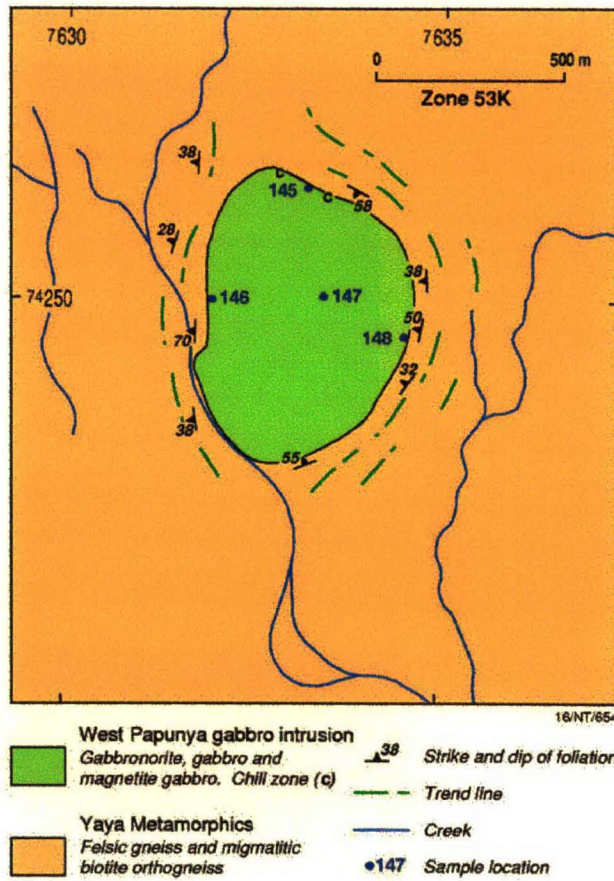 7630
7635
0 500 m
Zone 53K
38
c
145
c
58
28
38
74250
146
147
50
70
148
32
38
55
16/NT/654
West Papunya gabbro intrusion
Gabbronorite, gabbro and
magnetite gabbro. Chill zone (c)
Yaya Metamorphics
Felsic gneiss and migmatitic
biotite orthogneiss
38 Strike and dip of foliation
Trend line
Creek
147 Sample location